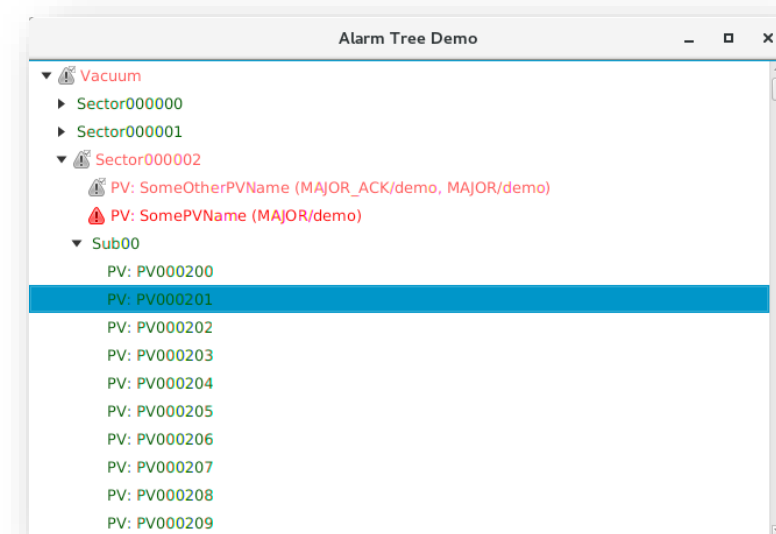 Alarm Tree Demo
Vacuum
Sector000000
Sector000001
Sector000002
PV: SomeOtherPVName (MAJOR_ACK/demo, MAJOR/demo)
PV: SomePVName (MAJOR/demo)
Sub00
PV: PV000200
PV: PV000201
PV: PV000202
PV: PV000203
PV: PV000204
PV: PV000205
PV: PV000206
PV: PV000207
PV: PV000208
PV: PV000209